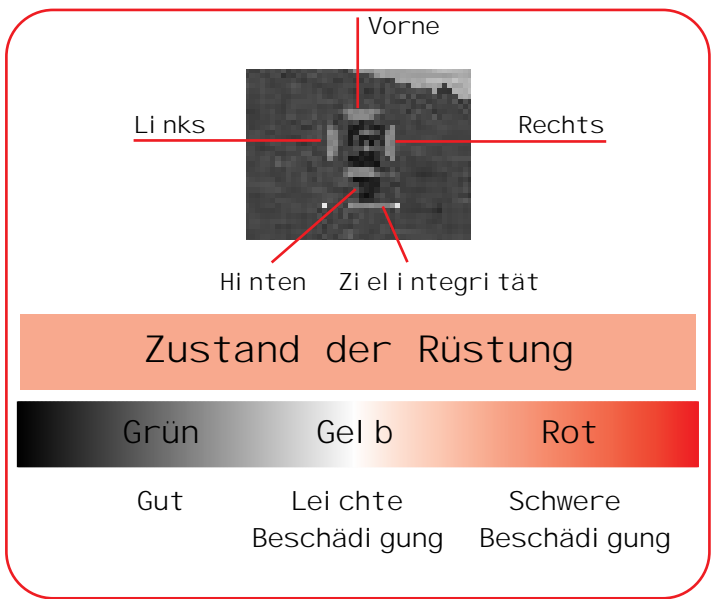 Vorne
Links
Rechts
Hinten
Zielintegrität
Zustand der Rüstung
Grün
Gelb
Rot
Gut
Leichte
Beschädigung
Schwere
Beschädigung